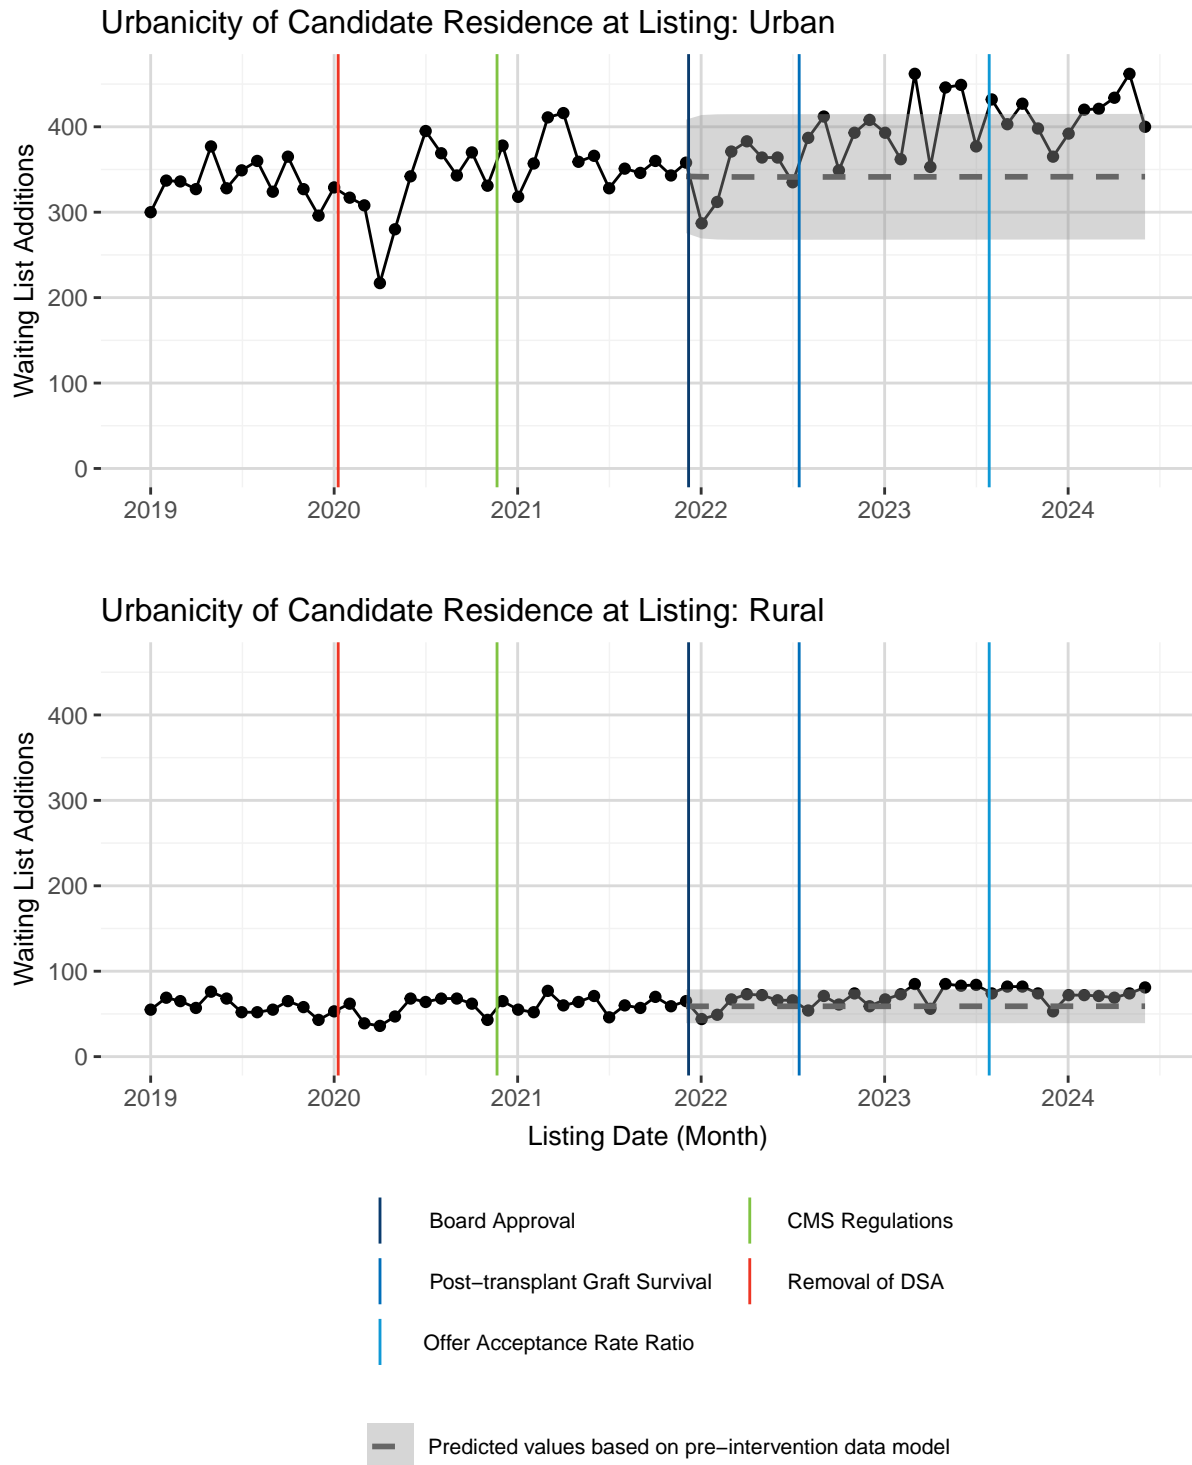 Urbanicity of Candidate Residence at Listing: Urban
Waiting List Additions
400
300
200
100
0
2019 2020 2021 2022 2023 2024
Urbanicity of Candidate Residence at Listing: Rural
Waiting List Additions
400
300
200
100
0
2019 2020 2021 2022 2023 2024
Listing Date (Month)
Board Approval CMS Regulations
Post−transplant Graft Survival Removal of DSA
Offer Acceptance Rate Ratio
Predicted values based on pre−intervention data model